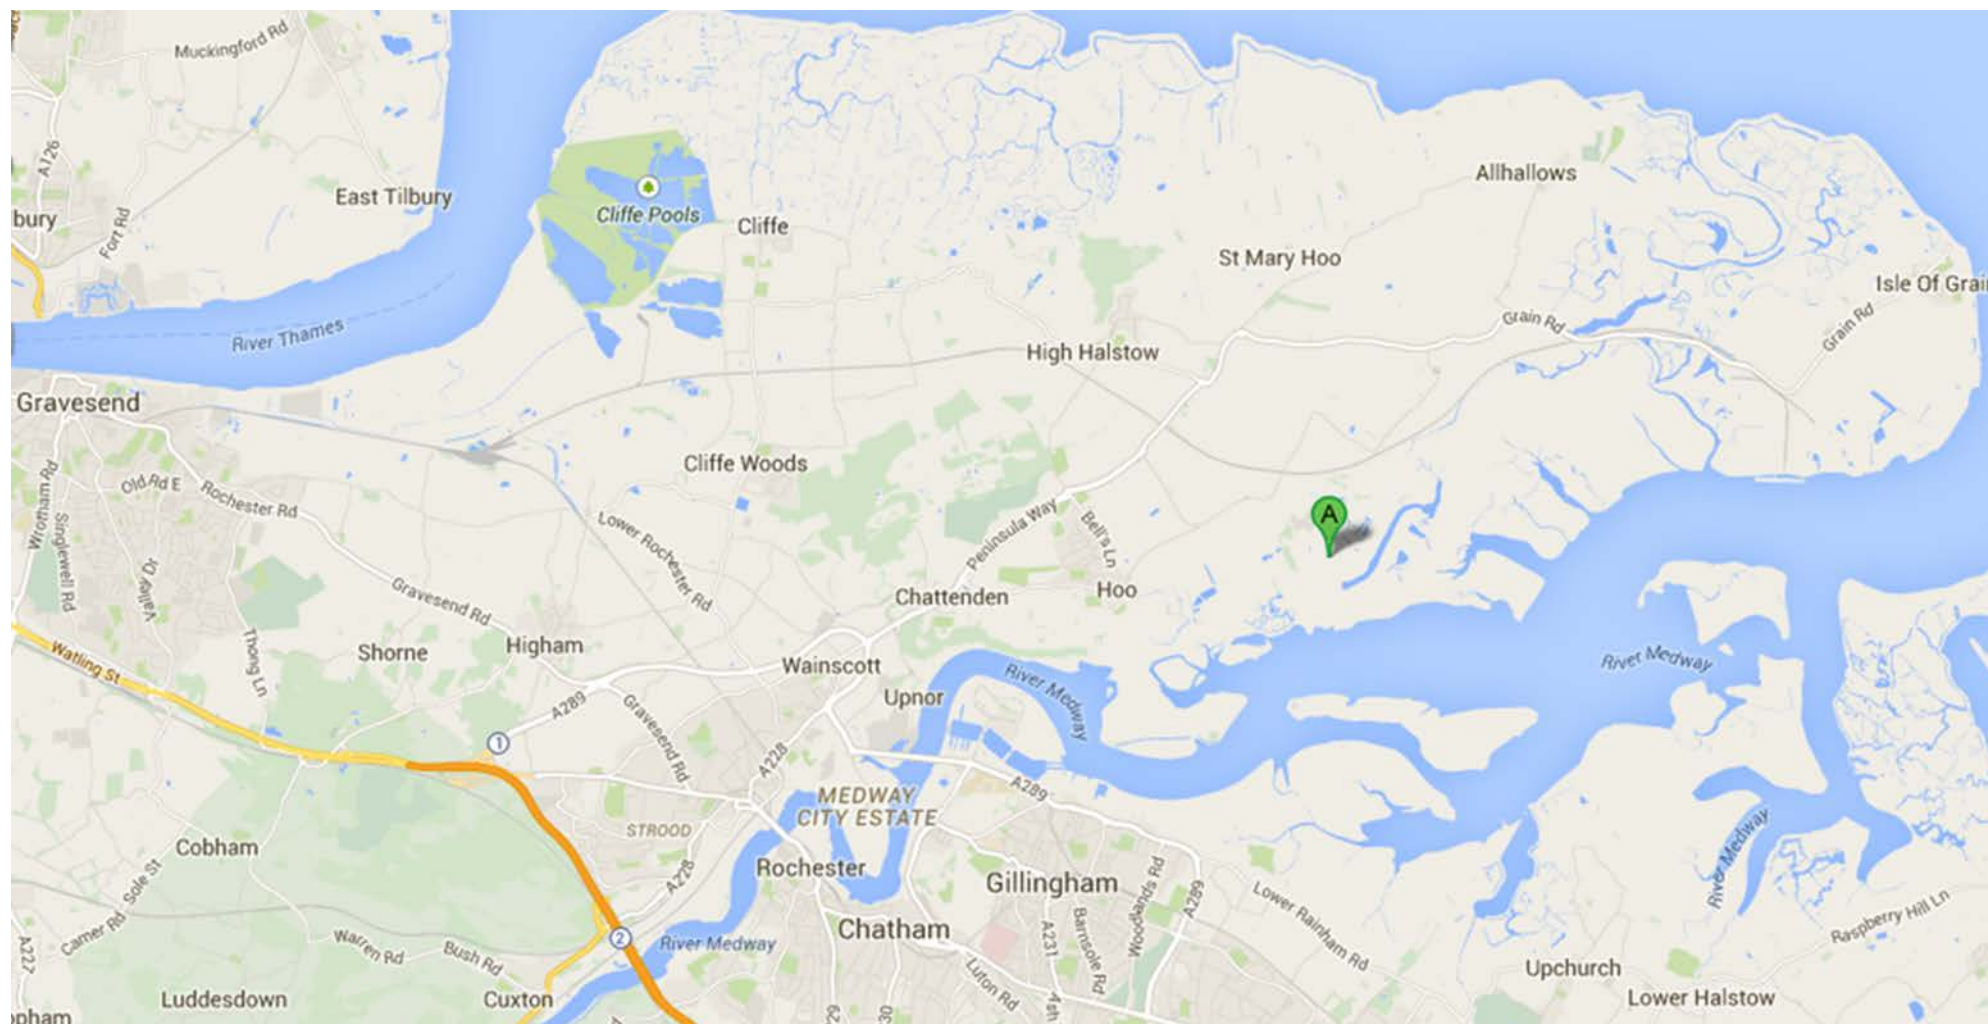 Muckingford Rd
A126
East Tilbury
bury
Fort Rd
Cliffe Pools
Cliffe
Allhallows
St Mary Hoo
Isle Of Grai
River Thames
Grain Rd
Grain Rd
High Halstow
Gravesend
Cliffe Woods
Old Rd E
Rochester Rd
Wrotham Rd
Singlewell Rd
Valley Dr
Lower Rochester Rd
Peninsula Way
Bell's Ln
A
Gravesend Rd
Chattenden
Hoo
Thong Ln
Shorne
Higham
Watling St
Wainscott
Upnor
River Medway
River Medway
A289
1
Gravesend Rd
A228
MEDWAY
CITY ESTATE
A289
STROOD
Cobham
Rochester
Gillingham
A228
Sole St
Camer Rd
Woodlands Rd
A289
Lower Rainham Rd
River Medway
Raspberry Hill Ln
A227
Warren Rd
Bush Rd
2
River Medway
Chatham
A231
Barnsole Rd
Luton Rd
Upchurch
Luddesdown
Cuxton
Lower Halstow
opham
29
30